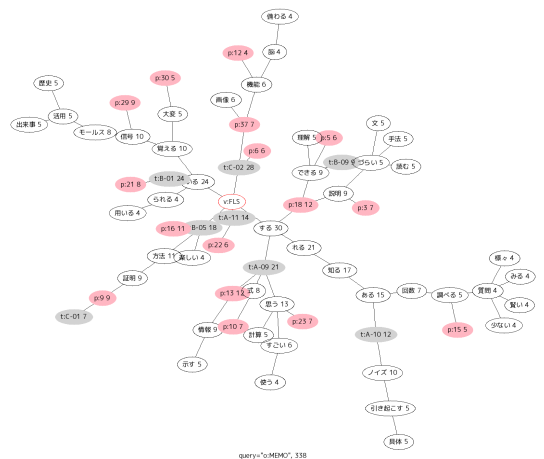 備わる 4
p:12 4
脳 4
機能 6
p:30 5
歴史 5
p:29 9
画像 6
大変 5
出来事 5
活用 5
モールズ 8
信号 10
p:37 7
文 5
理解 5
p:5 6
手法 5
覚える 10
p:6 6
t:C-02 28
t:B-09 9
づらい 5
読む 5
できる 9
p:21 8
t:B-01 24
いる 24
説明 9
られる 4
v:FLS
p:18 12
p:3 7
用いる 4
t:A-11 14
p:16 11
B-05 18
する 30
p:22 6
れる 21
方法 11
楽しい 4
様々 4
t:A-09 21
知る 17
証明 9
みる 4
p:9 9
p:13 12
式 8
ある 15
回数 7
調べる 5
質問 4
思う 13
賢い 4
t:C-01 7
情報 9
p:10 7
p:23 7
計算 5
p:15 5
少ない 4
t:A-10 12
すごい 6
示す 5
ノイズ 10
使う 4
引き起こす 5
具体 5
query="o:MEMO", 338